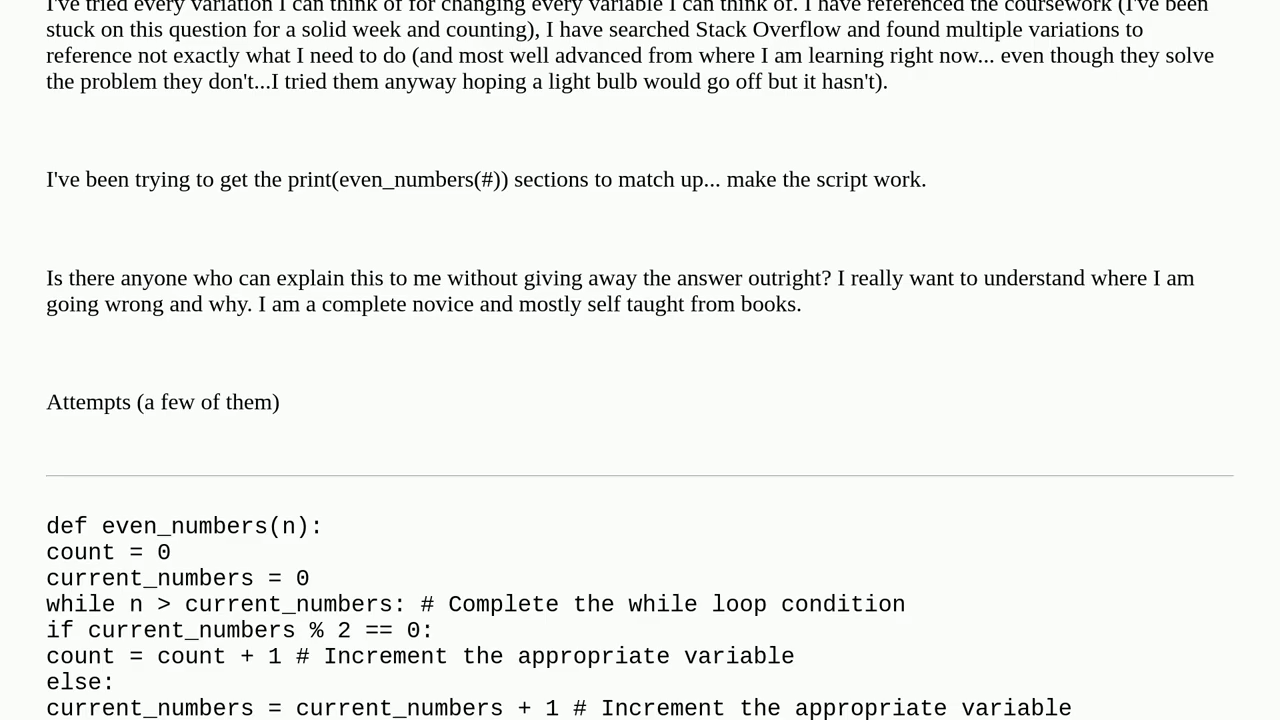 I've tried every variation I can think of for changing every variable I can think of. I have referenced the coursework (I've been
stuck on this question for a solid week and counting), I have searched Stack Overflow and found multiple variations to
reference not exactly what I need to do (and most well advanced from where I am learning right now... even though they solve
the problem they don't...I tried them anyway hoping a light bulb would go off but it hasn't).
I've been trying to get the print(even_numbers(#)) sections to match up... make the script work.
Is there anyone who can explain this to me without giving away the answer outright? I really want to understand where I am
going wrong and why. I am a complete novice and mostly self taught from books.
Attempts (a few of them)
def even_numbers(n):
count = 0
current_numbers = 0
while n > current_numbers: # Complete the while loop condition
if current_numbers % 2 == 0:
count = count + 1 # Increment the appropriate variable
else:
current_numbers = current_numbers + 1 # Increment the appropriate variable